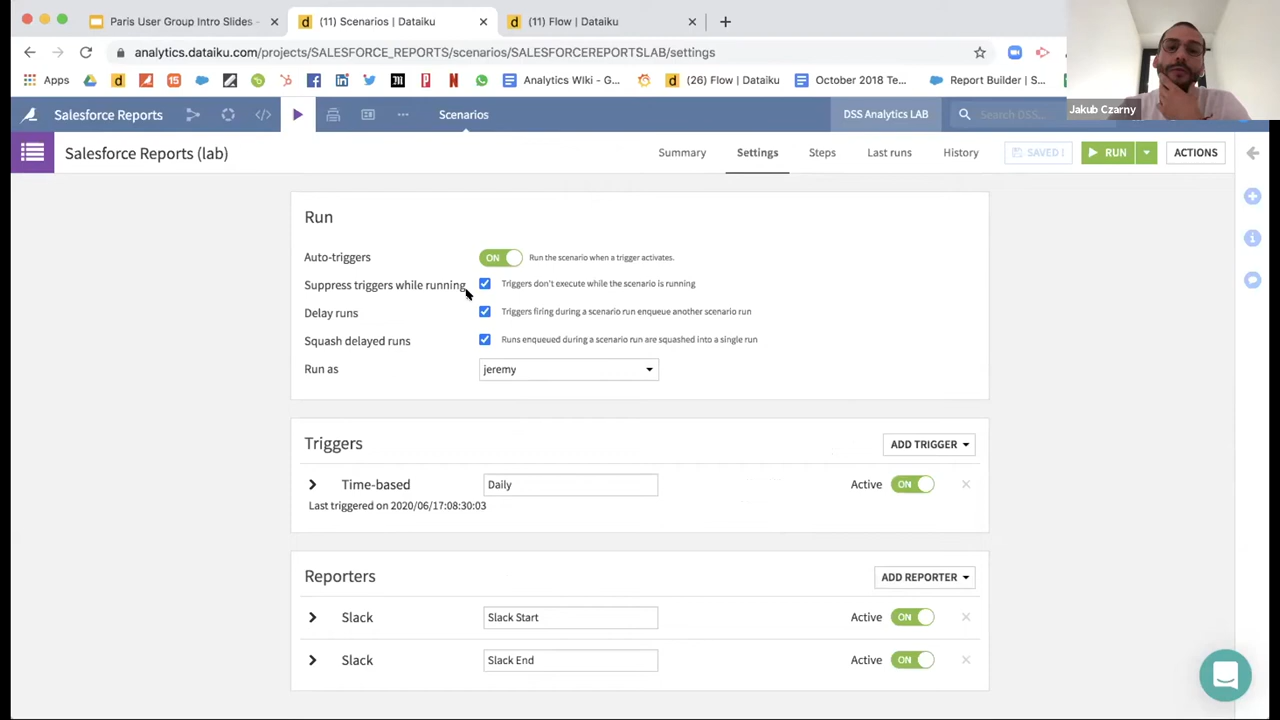 Paris User Group Intro Slides -
(11) Scenarios | Dataiku
(11) Flow | Dataiku
analytics.dataiku.com/projects/SALESFORCE_REPORTS/scenarios/SALESFORCEREPORTSLAB/settings
Apps
15
Analytics Wiki - G...
(26) Flow | Dataiku
October 2018 Te...
Report Builder | S...
Jakub Czarny
Salesforce Reports
Scenarios
DSS Analytics LAB
Search DSS...
Salesforce Reports (lab)
Summary
Settings
Steps
Last runs
History
SAVED !
RUN
ACTIONS
Run
Auto-triggers
ON
Run the scenario when a trigger activates.
Suppress triggers while running
Triggers don't execute while the scenario is running
Delay runs
Triggers firing during a scenario run enqueue another scenario run
Squash delayed runs
Runs enqueued during a scenario run are squashed into a single run
Run as
jeremy
Triggers
ADD TRIGGER
Time-based
Daily
Active
ON
Last triggered on 2020/06/17:08:30:03
Reporters
ADD REPORTER
Slack
Slack Start
Active
ON
Slack
Slack End
Active
ON